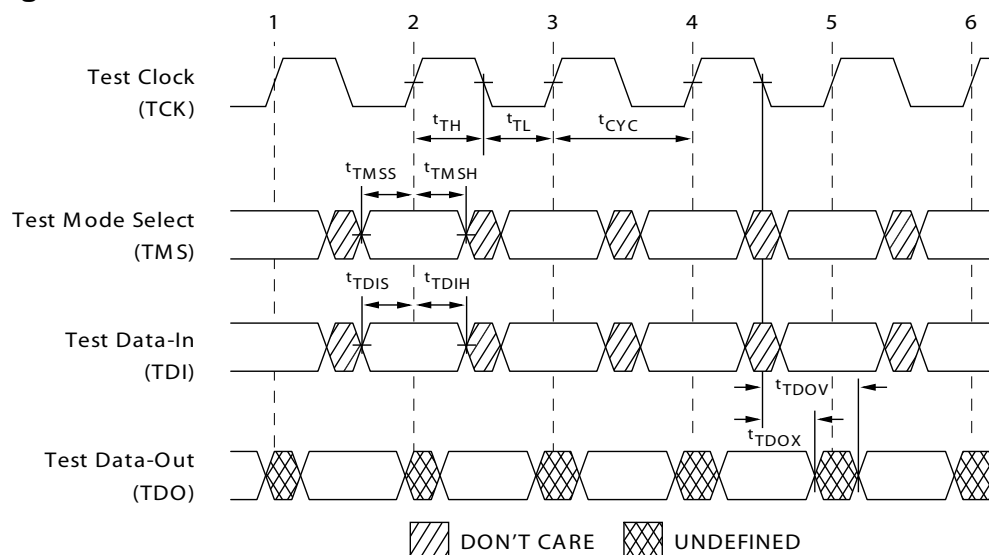 1 2 3 4 5 6
Test Clock
(TCK)
tTH tTL tCYC
tTMSS tTMSH
Test Mode Select
(TMS)
tTDIS tTDIH
Test Data-In
(TDI)
tTDOV
tTDOX
Test Data-Out
(TDO)
DON'T CARE UNDEFINED